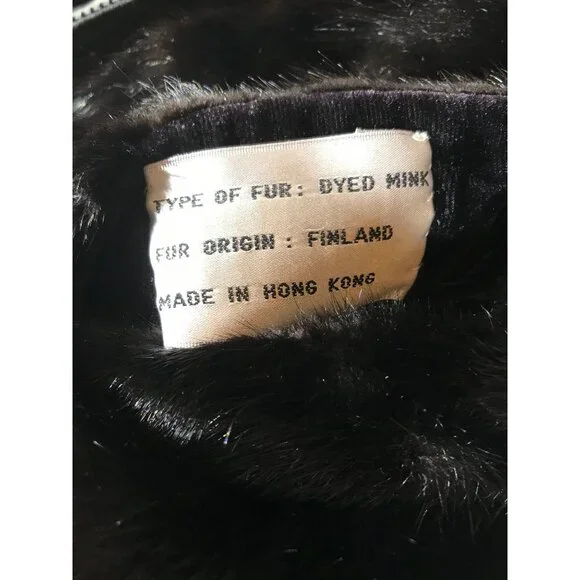 TYPE OF FUR: DYED MINK
FUR ORIGIN : FINLAND
MADE IN HONG KONG